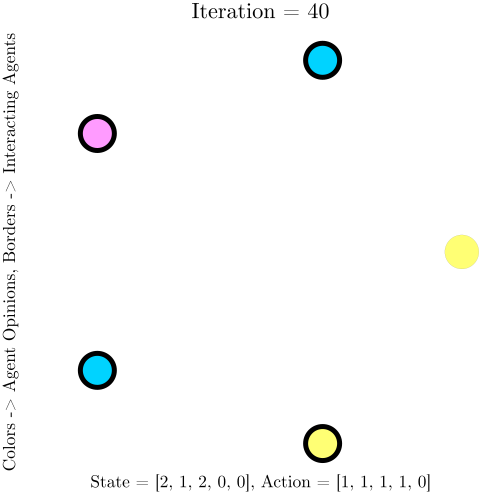 Iteration = 40
Colors -> Agent Opinions, Borders -> Interacting Agents
State = [2, 1, 2, 0, 0], Action = [1, 1, 1, 1, 0]